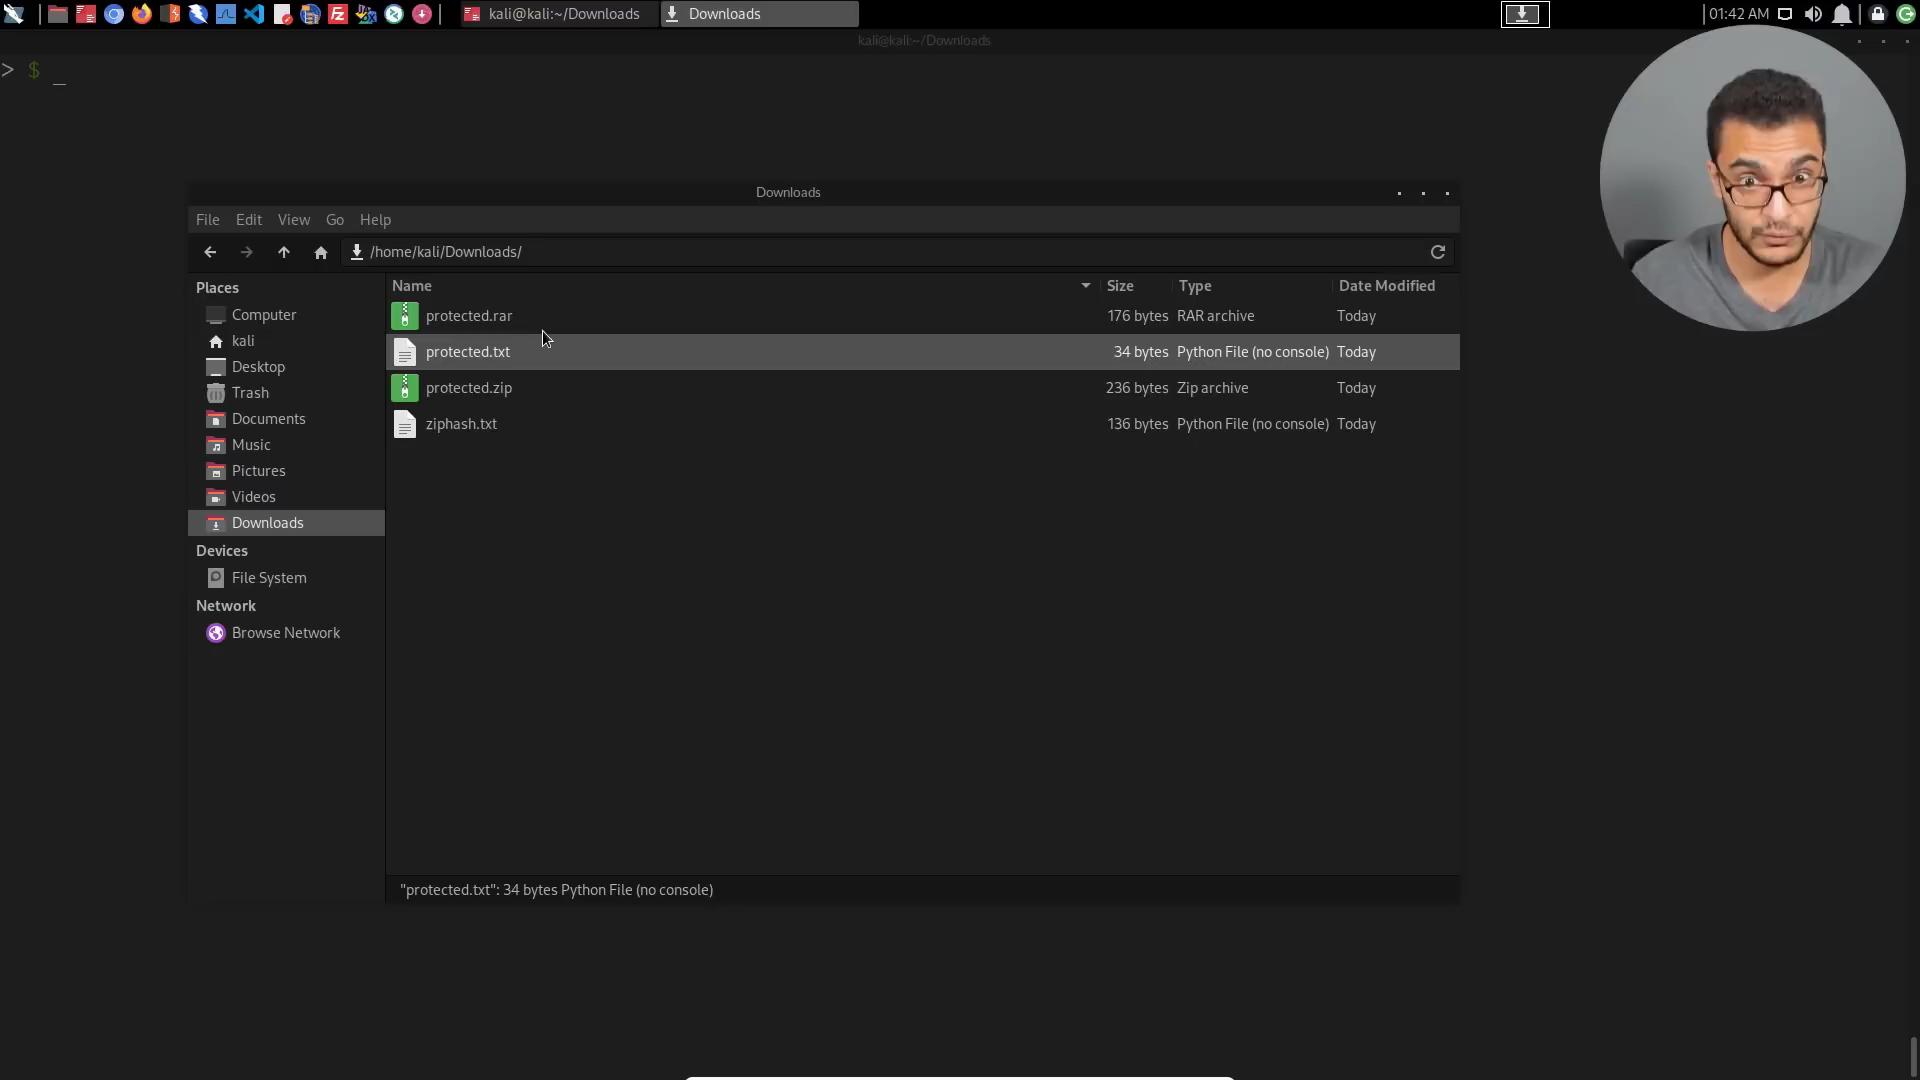 kali@kali:~/Downloads
Downloads
01:42 AM
kali@kali:~/Downloads
> $ _
Downloads
File Edit View Go Help
/home/kali/Downloads/
Places
Computer
kali
Desktop
Trash
Documents
Music
Pictures
Videos
Downloads
Devices
File System
Network
Browse Network
Name Size Type Date Modified
protected.rar 176 bytes RAR archive Today
protected.txt 34 bytes Python File (no console) Today
protected.zip 236 bytes Zip archive Today
ziphash.txt 136 bytes Python File (no console) Today
"protected.txt": 34 bytes Python File (no console)